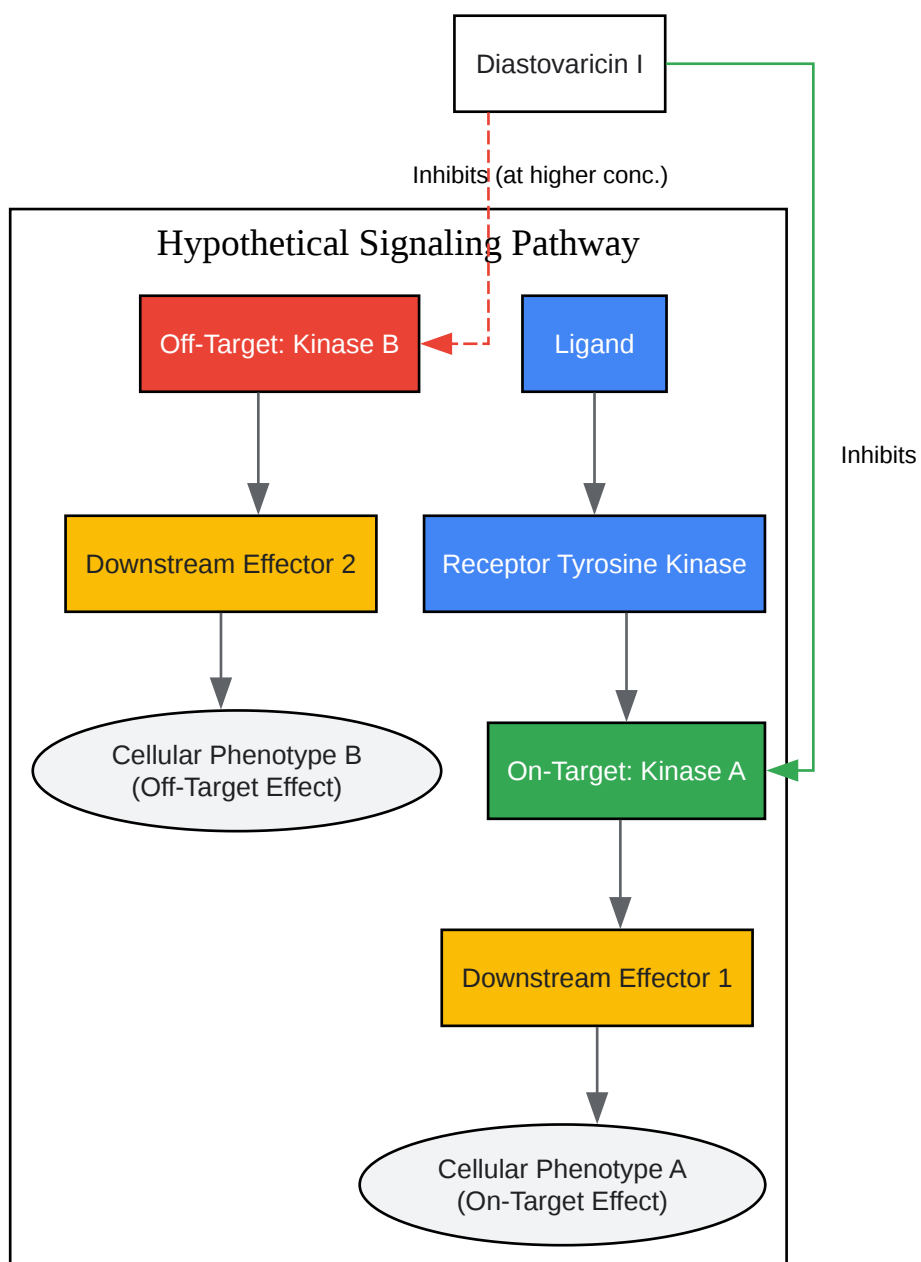 Diastovaricin I
Inhibits (at higher conc.)
Hypothetical Signaling Pathway
Off-Target: Kinase B
Ligand
Inhibits
Downstream Effector 2
Receptor Tyrosine Kinase
Cellular Phenotype B
(Off-Target Effect)
On-Target: Kinase A
Downstream Effector 1
Cellular Phenotype A
(On-Target Effect)